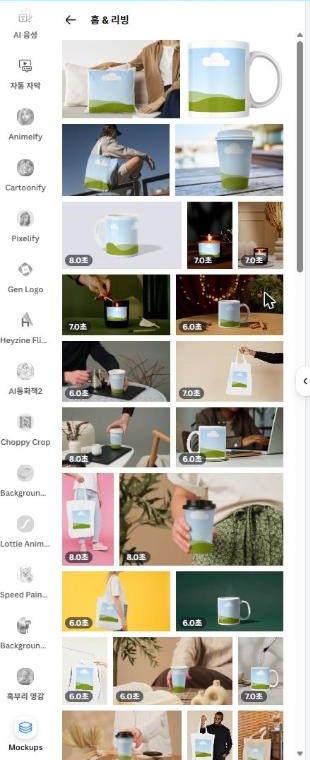 AI 음성
자동 자막
Animeify
Cartoonify
Pixelify
Gen Logo
Heyzine Fli...
AI동화책2
Choppy Crop
Backgroun...
Lottie Anim...
Speed Pain...
Backgroun...
혹부리 영감
Mockups
홈 & 리빙
8.0초
7.0초
7.0초
7.0초
6.0초
6.0초
7.0초
8.0초
6.0초
8.0초
8.0초
6.0초
6.0초
6.0초
6.0초
7.0초